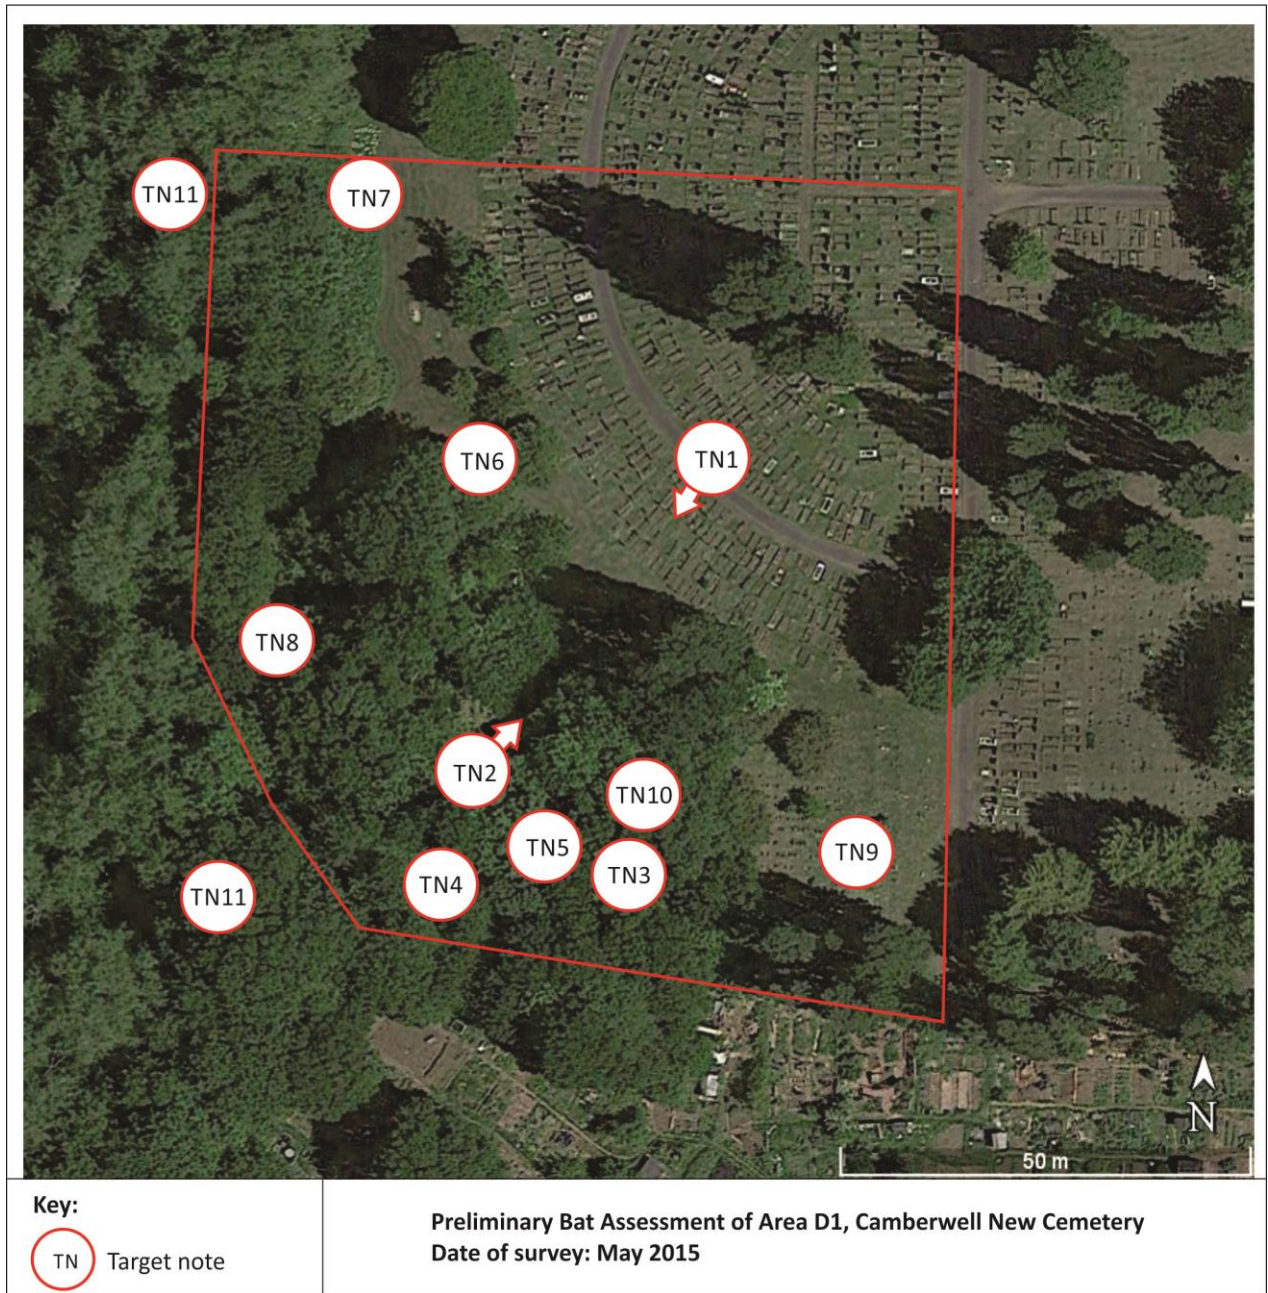 TN11
TN7
TN6
TN1
TN8
TN2
TN10
TN5
TN3
TN4
TN9
TN11
N
50 m
Key:
TN Target note
Preliminary Bat Assessment of Area D1, Camberwell New Cemetery
Date of survey: May 2015